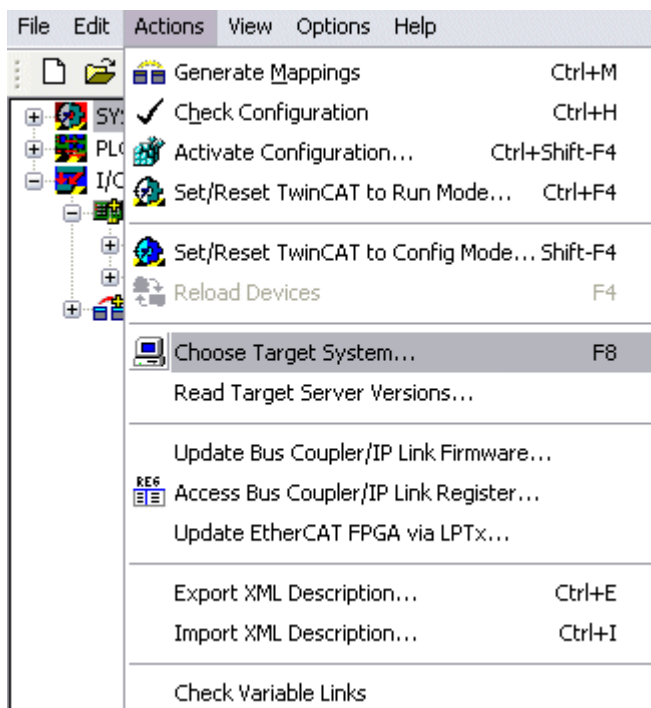 File Edit Actions View Options Help
Generate Mappings Ctrl+M
Check Configuration Ctrl+H
Activate Configuration... Ctrl+Shift-F4
Set/Reset TwinCAT to Run Mode... Ctrl+F4
Set/Reset TwinCAT to Config Mode... Shift-F4
Reload Devices F4
Choose Target System... F8
Read Target Server Versions...
Update Bus Coupler/IP Link Firmware...
REG Access Bus Coupler/IP Link Register...
Update EtherCAT FPGA via LPTx...
Export XML Description... Ctrl+E
Import XML Description... Ctrl+I
Check Variable Links